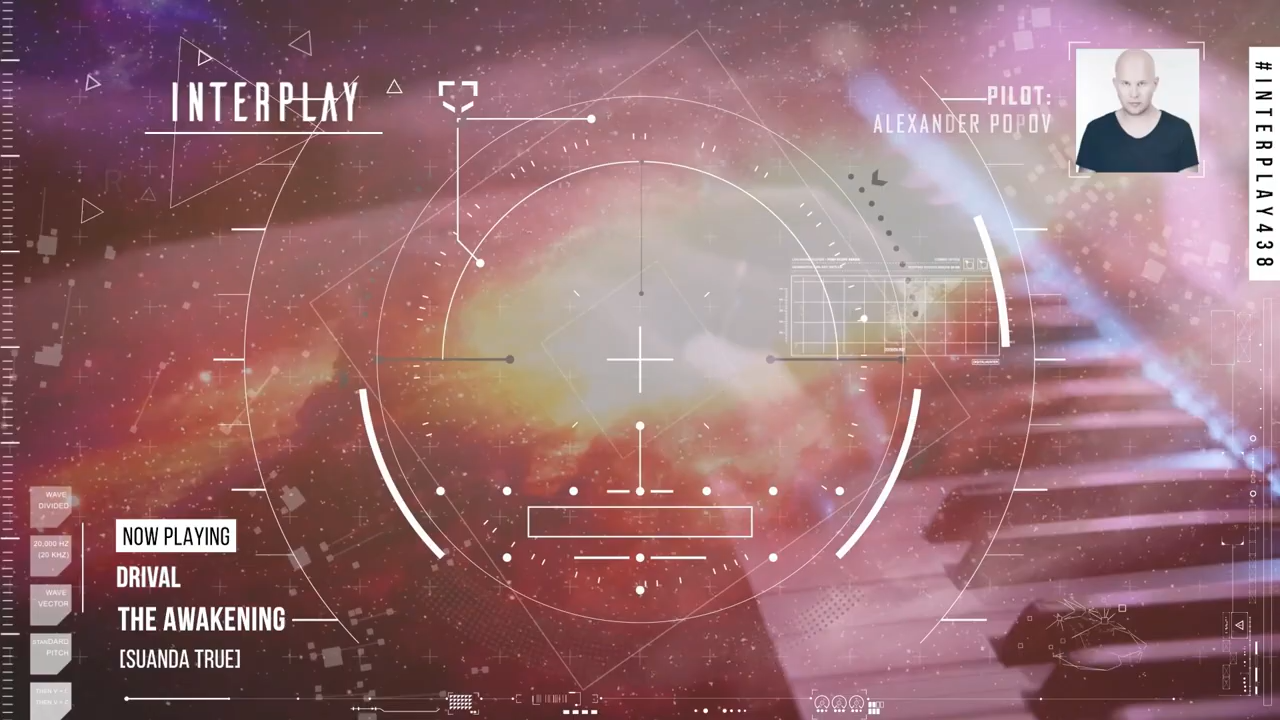 INTERPLAY
PILOT:
ALEXANDER POPOV
#INTERPLAY438
WAVE
DIVIDED
20,000 HZ
(20 KHZ)
WAVE
VECTOR
STANDARD
PITCH
NOW PLAYING
DRIVAL
THE AWAKENING
[SUANDA TRUE]